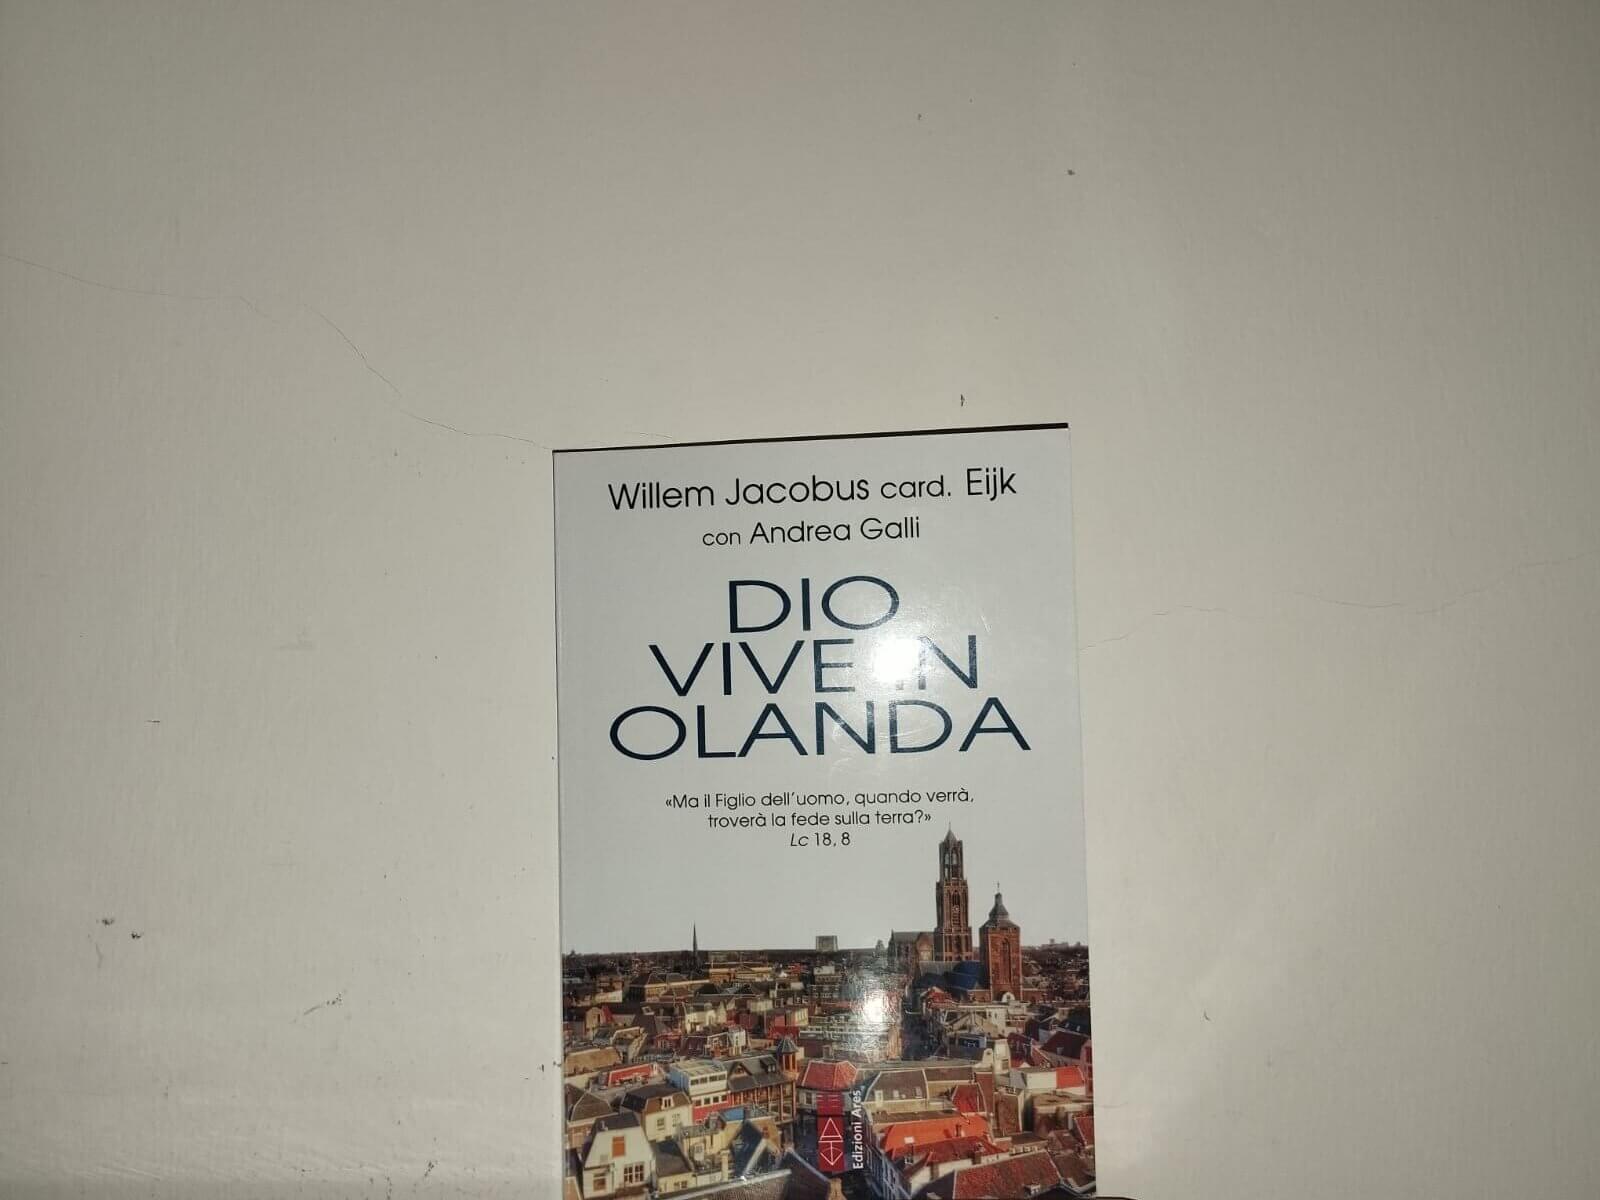 Willem Jacobus card. Eijk
con Andrea Galli
DIO
VIVE IN
OLANDA
«Ma il Figlio dell'uomo, quando verrà,
troverà la fede sulla terra?»
Lc 18, 8
Edizioni Ares